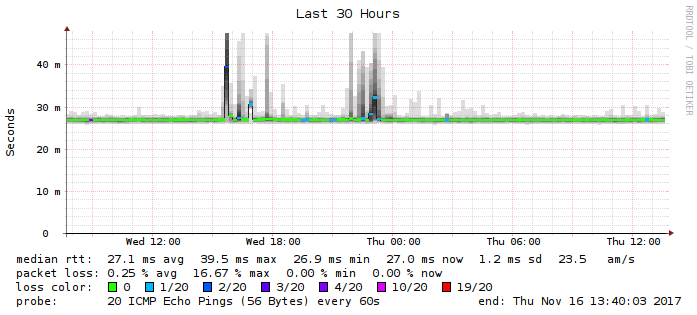 Last 30 Hours
RRDTOOL / TOBI OETIKER
Seconds
40 m
30 m
20 m
10 m
0
Wed 12:00 Wed 18:00 Thu 00:00 Thu 06:00 Thu 12:00
median rtt: 27.1 ms avg 39.5 ms max 26.9 ms min 27.0 ms now 1.2 ms sd 23.5 am/s
packet loss: 0.25 % avg 16.67 % max 0.00 % min 0.00 % now
loss color: 0 1/20 2/20 3/20 4/20 10/20 19/20
probe: 20 ICMP Echo Pings (56 Bytes) every 60s end: Thu Nov 16 13:40:03 2017